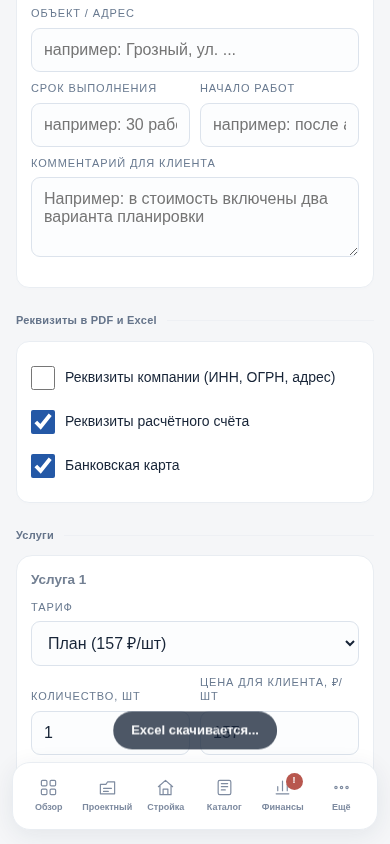 ОБЪЕКТ / АДРЕС
например: Грозный, ул. ...
СРОК ВЫПОЛНЕНИЯ
НАЧАЛО РАБОТ
например: 30 рабо
например: после а
КОММЕНТАРИЙ ДЛЯ КЛИЕНТА
Например: в стоимость включены два
варианта планировки
Реквизиты в PDF и Excel
Реквизиты компании (ИНН, ОГРН, адрес)
Реквизиты расчётного счёта
Банковская карта
Услуги
Услуга 1
ТАРИФ
План (157 ₽/шт)
КОЛИЧЕСТВО, ШТ
ЦЕНА ДЛЯ КЛИЕНТА, ₽/
ШТ
1
157
Excel скачивается...
!
Обзор
Проектный
Стройка
Каталог
Финансы
Ещё